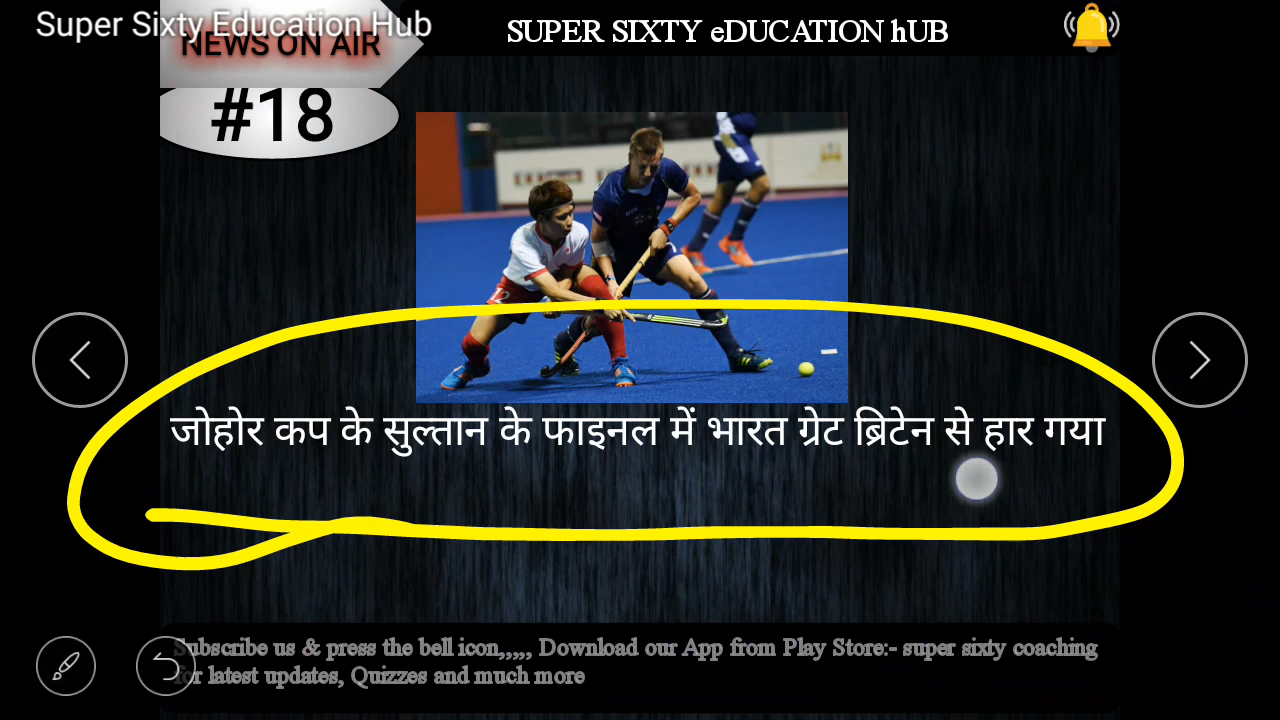 Super Sixty Education Hub
NEWS ON AIR
SUPER SIXTY eDUCATION hUB
#18
12
जोहोर कप के सुल्तान के फाइनल में भारत ग्रेट ब्रिटेन से हार गया
Subscribe us & press the bell icon,,,,, Download our App from Play Store:- super sixty coaching
for latest updates, Quizzes and much more